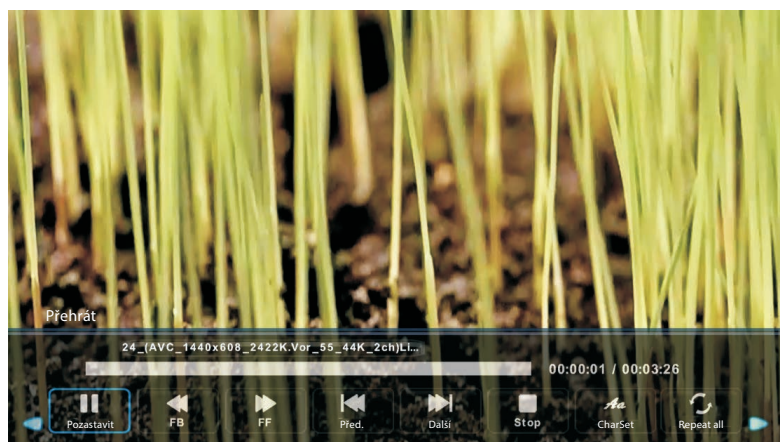 Přehrát
24_(AVC_1440x608_2422K.Vor_55_44K_2ch)Li...
00:00:01 / 00:03:26
Pozastavit FB FF Před. Další Stop CharSet Repeat all